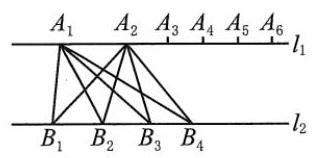 A₁ A₂ A₃ A₄ A₅ A₆
l₁
B₁ B₂ B₃ B₄ l₂